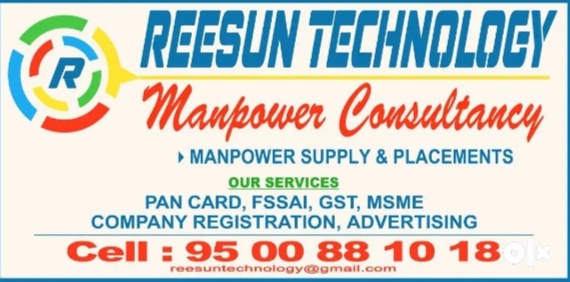 REESUN TECHNOLOGY
R
Manpower Consultancy
MANPOWER SUPPLY & PLACEMENTS
OUR SERVICES
PAN CARD, FSSAI, GST, MSME
COMPANY REGISTRATION, ADVERTISING
Cell : 95 00 88 10 18
reesuntechnology@gmail.com
olx